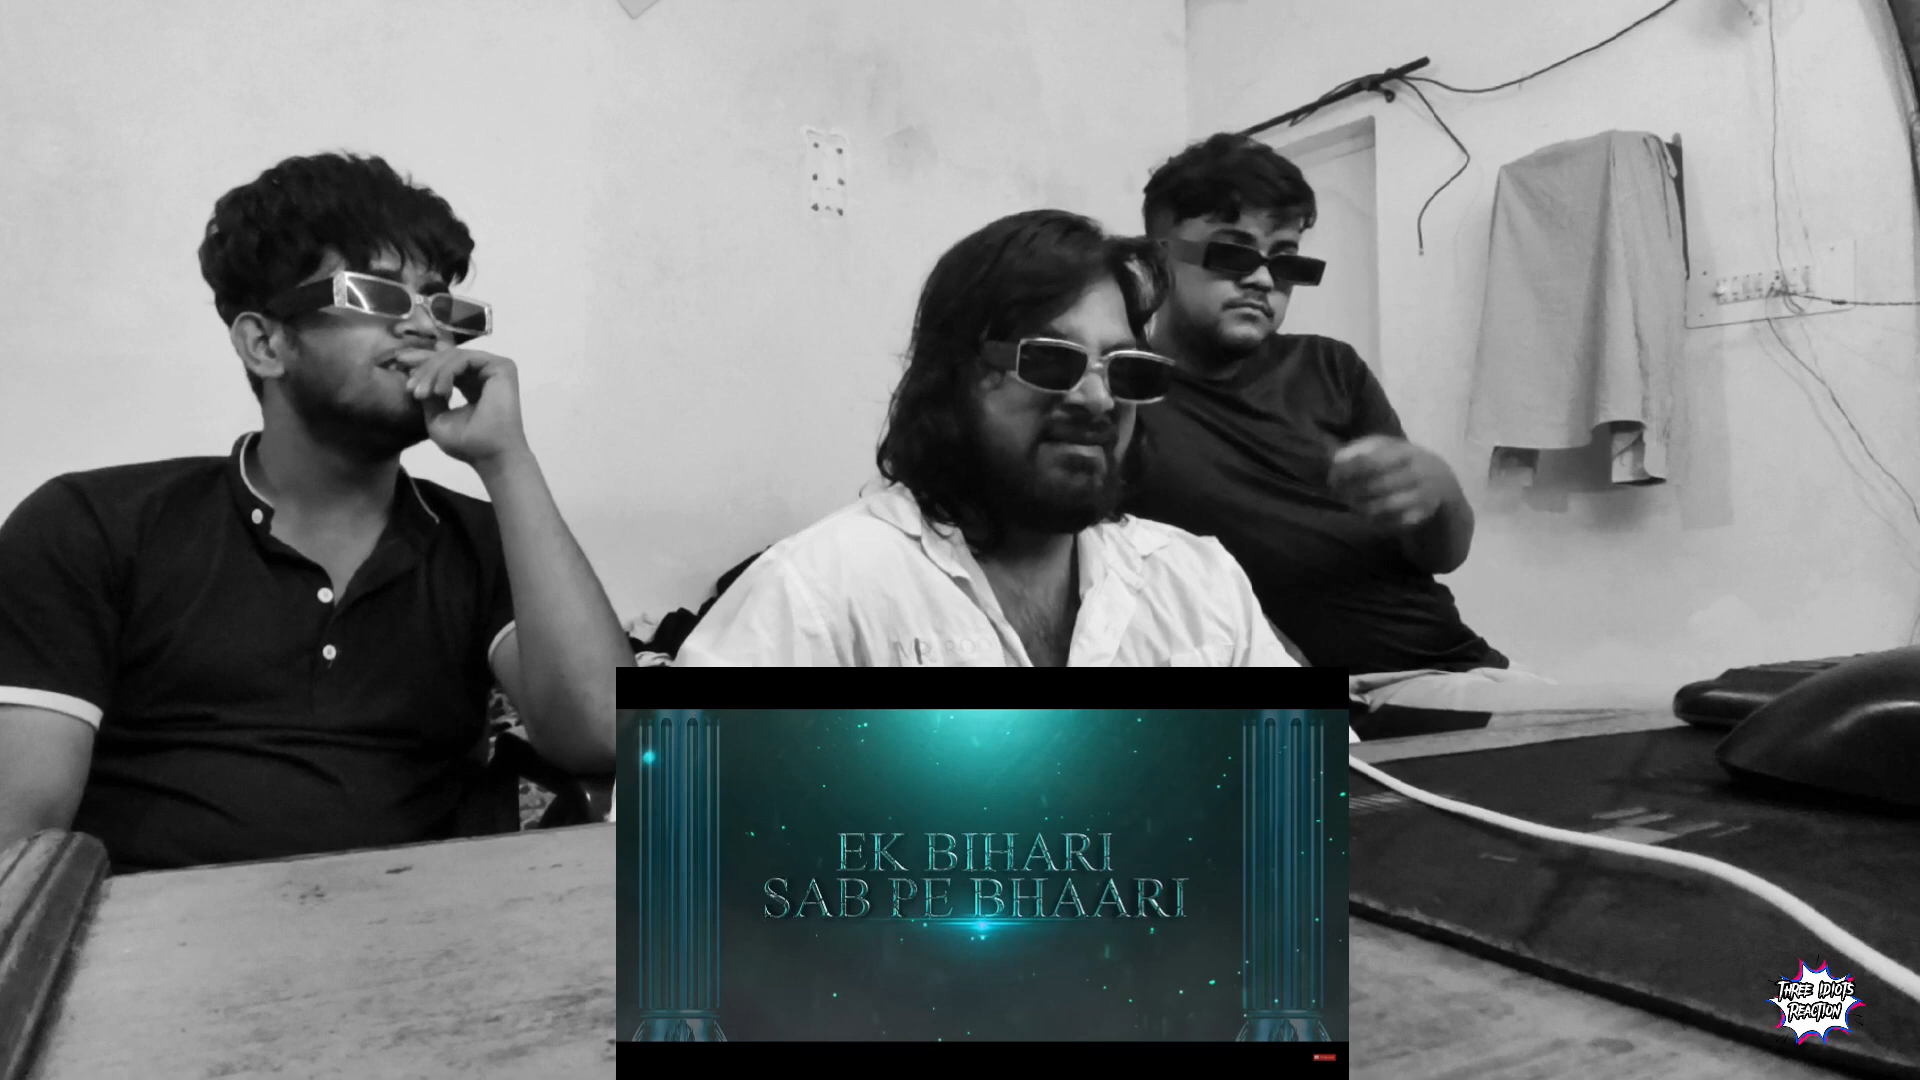 EK BIHARI
SAB PE BHAARI
THREE IDIOTS
REACTION